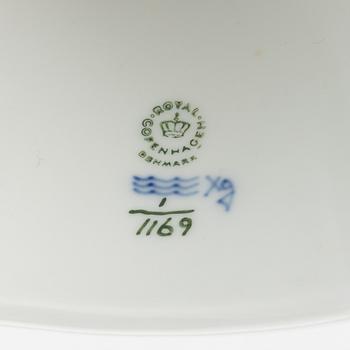 ROYAL COPENHAGEN
DENMARK
1
1169